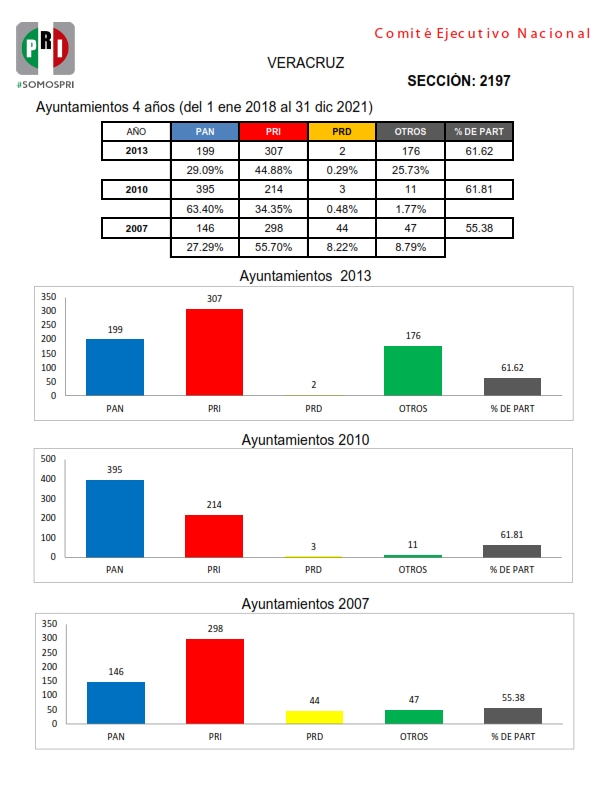 Comité Ejecutivo Nacional
PRI
#SOMOSPRI
VERACRUZ
SECCIÓN: 2197
Ayuntamientos 4 años (del 1 ene 2018 al 31 dic 2021)
AÑO PAN PRI PRD OTROS % DE PART
2013 199 307 2 176 61.62
29.09% 44.88% 0.29% 25.73%
2010 395 214 3 11 61.81
63.40% 34.35% 0.48% 1.77%
2007 146 298 44 47 55.38
27.29% 55.70% 8.22% 8.79%
Ayuntamientos 2013
350
300
250
200
150
100
50
0
199 307 2 176 61.62
PAN PRI PRD OTROS % DE PART
Ayuntamientos 2010
500
400
300
200
100
0
395 214 3 11 61.81
PAN PRI PRD OTROS % DE PART
Ayuntamientos 2007
350
300
250
200
150
100
50
0
146 298 44 47 55.38
PAN PRI PRD OTROS % DE PART